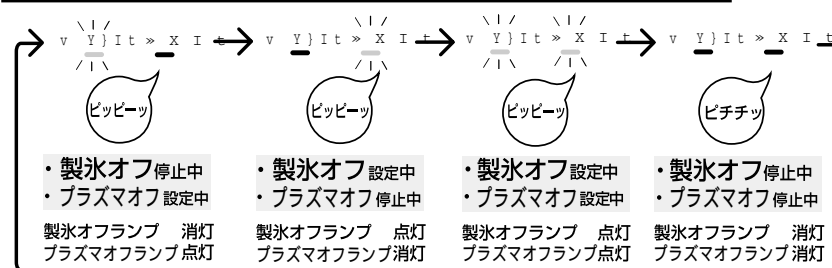 v Y}It» X It
v Y}It» X It
v Y}It» X It
v Y}It» X It
ピッピーッ
ピッピーッ
ピッピーッ
ピチチッ
・製氷オフ停止中
・プラズマオフ設定中
製氷オフランプ 消灯
プラズマオフランプ点灯
・製氷オフ設定中
・プラズマオフ停止中
製氷オフランプ 点灯
プラズマオフランプ消灯
・製氷オフ設定中
・プラズマオフ設定中
製氷オフランプ 点灯
プラズマオフランプ点灯
・製氷オフ停止中
・プラズマオフ停止中
製氷オフランプ 消灯
プラズマオフランプ消灯